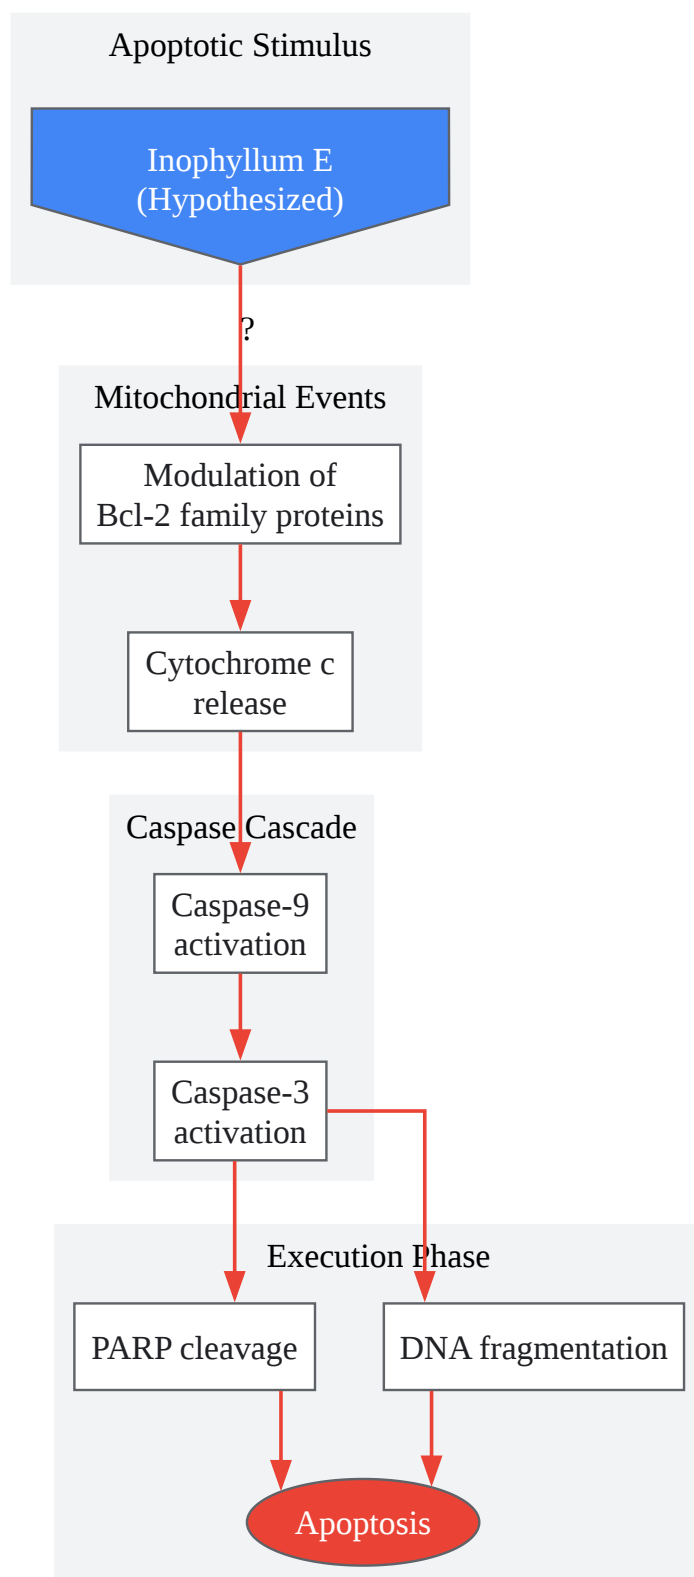 Apoptotic Stimulus
Inophyllum E
(Hypothesized)
?
Mitochondrial Events
Modulation of
Bcl-2 family proteins
Cytochrome c
release
Caspase Cascade
Caspase-9
activation
Caspase-3
activation
Execution Phase
PARP cleavage
DNA fragmentation
Apoptosis